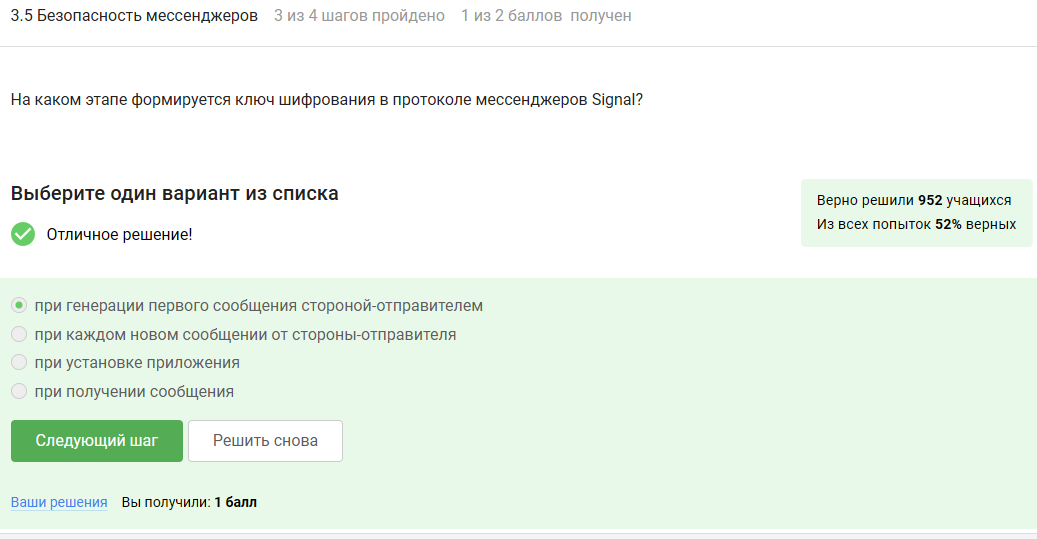 3.5 Безопасность мессенджеров 3 из 4 шагов пройдено 1 из 2 баллов получен
На каком этапе формируется ключ шифрования в протоколе мессенджеров Signal?
Выберите один вариант из списка
Верно решили 952 учащихся
Из всех попыток 52% верных
Отличное решение!
при генерации первого сообщения стороной-отправителем
при каждом новом сообщении от стороны-отправителя
при установке приложения
при получении сообщения
Следующий шаг Решить снова
Ваши решения Вы получили: 1 балл